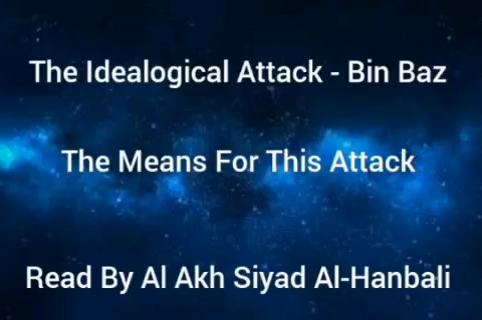 The Idealogical Attack - Bin Baz
The Means For This Attack
Read By Al Akh Siyad Al-Hanbali